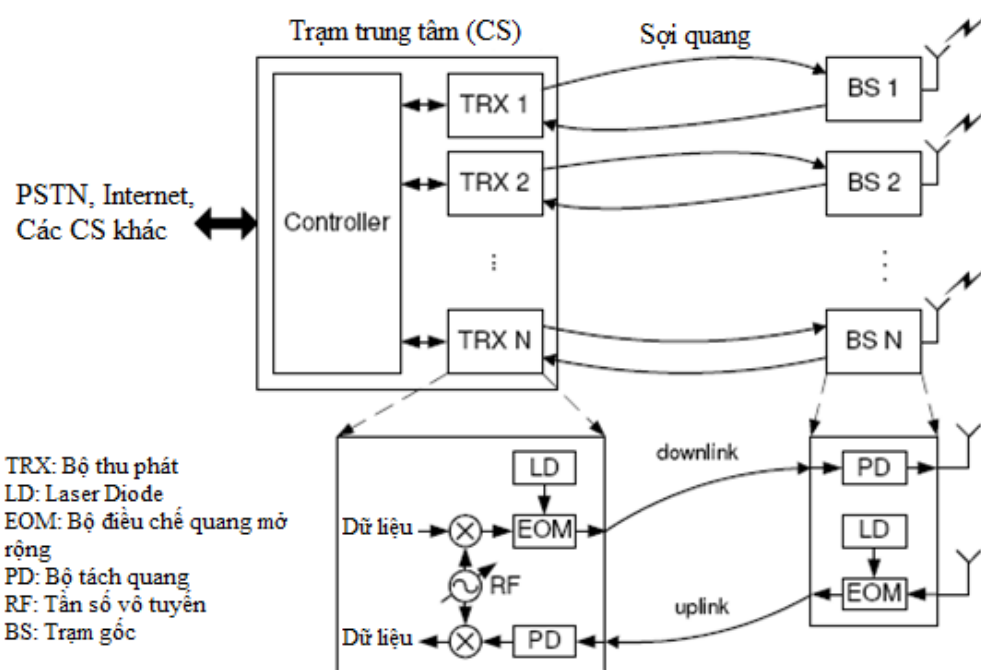 Trạm trung tâm (CS)
Sợi quang
TRX 1
BS 1
TRX 2
BS 2
PSTN, Internet,
Các CS khác
Controller
TRX N
BS N
TRX: Bộ thu phát
LD: Laser Diode
EOM: Bộ điều chế quang mở
rộng
PD: Bộ tách quang
RF: Tần số vô tuyến
BS: Trạm gốc
LD
downlink
PD
Dữ liệu
EOM
LD
RF
EOM
uplink
Dữ liệu
PD